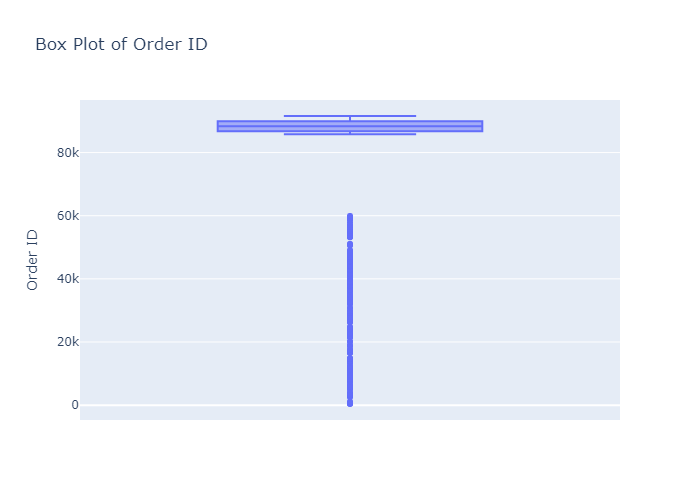 Box Plot of Order ID
80k
60k
40k
20k
0
Order ID